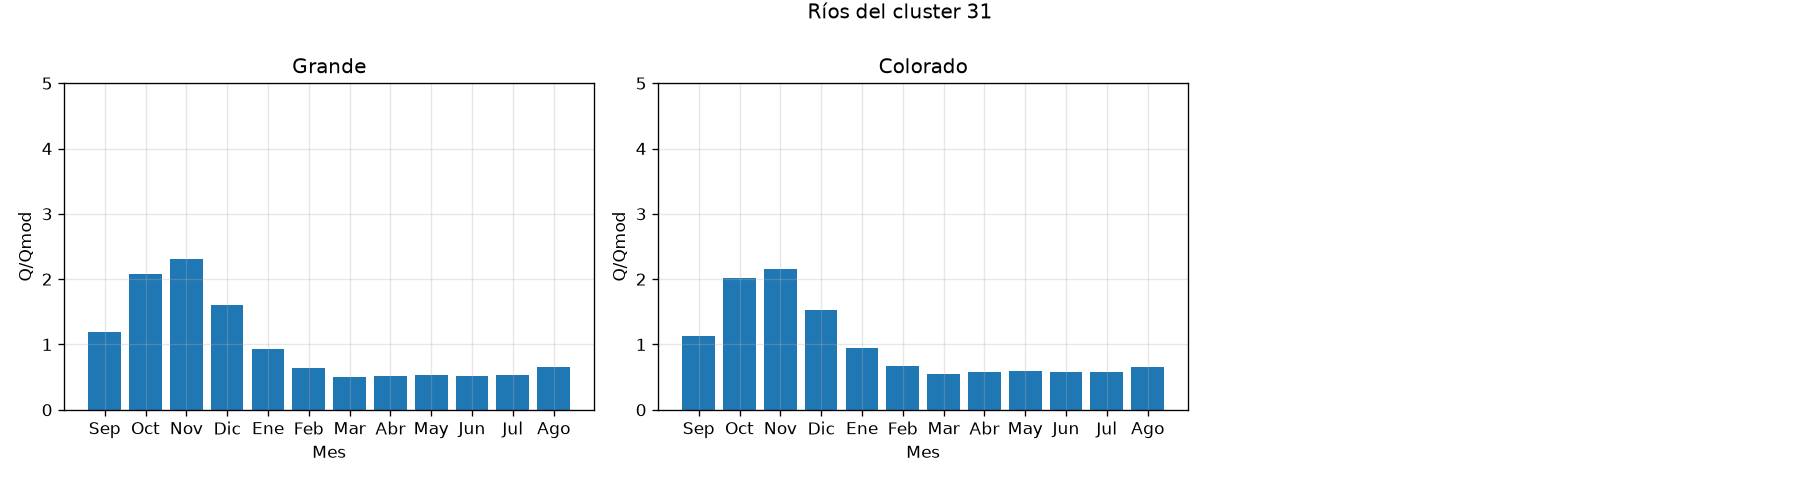 Ríos del cluster 31
Grande
5
4
3
2
1
0
Q/Qmod
Sep Oct Nov Dic Ene Feb Mar Abr May Jun Jul Ago
Mes
Colorado
5
4
3
2
1
0
Q/Qmod
Sep Oct Nov Dic Ene Feb Mar Abr May Jun Jul Ago
Mes